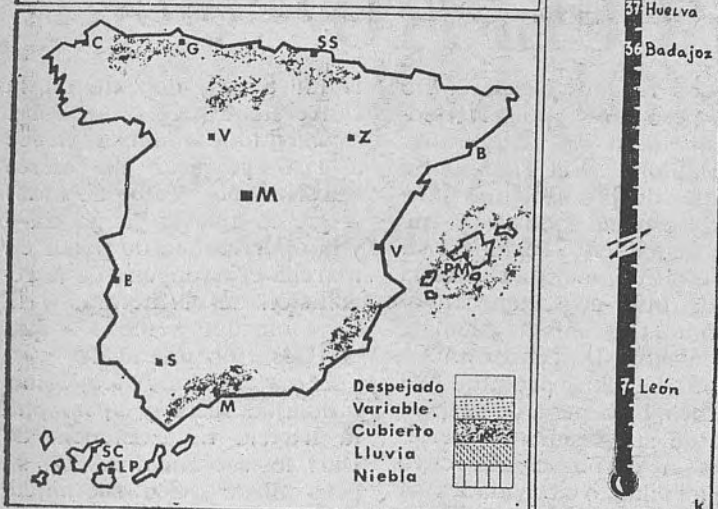 C
G
SS
V
Z
B
M
V
PM
B
S
M
SC
LP
Despejado
Variable
Cubierto
Lluvia
Niebla
37 Huelva
36 Badajoz
7 León
K